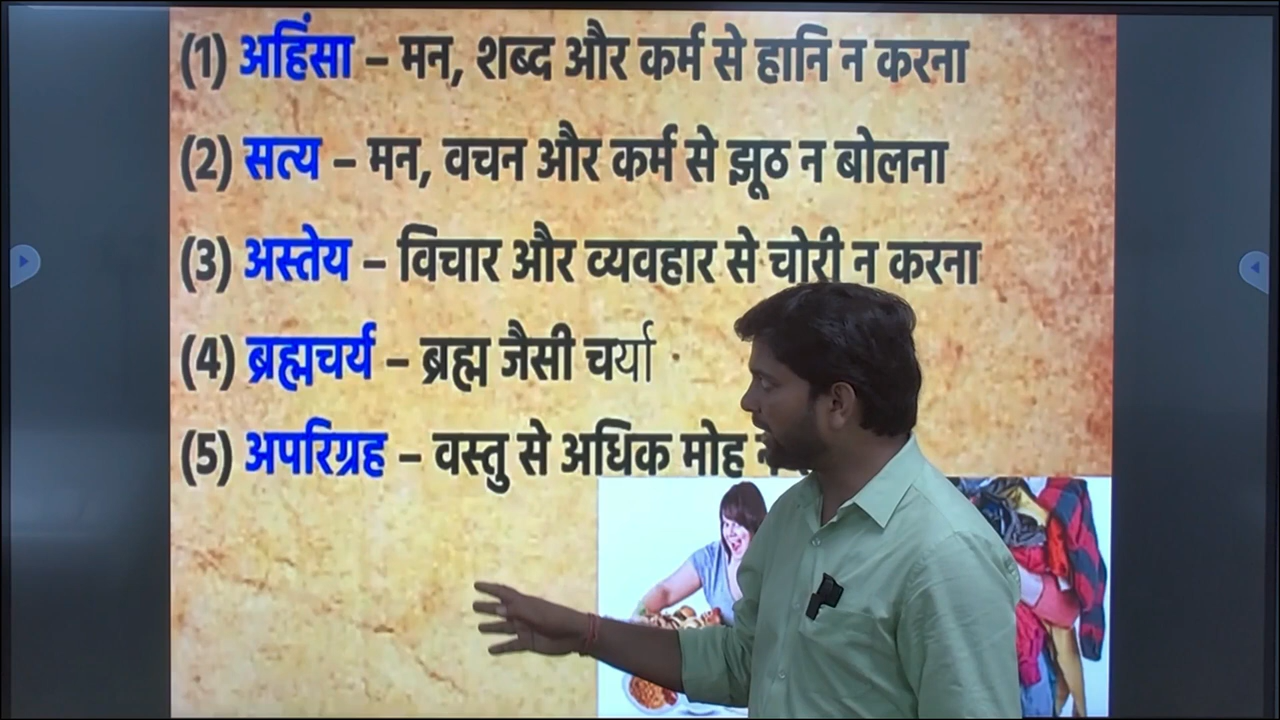 (1) अहिंसा – मन, शब्द और कर्म से हानि न करना
(2) सत्य – मन, वचन और कर्म से झूठ न बोलना
(3) अस्तेय – विचार और व्यवहार से चोरी न करना
(4) ब्रह्मचर्य – ब्रह्म जैसी चर्या
(5) अपरिग्रह – वस्तु से अधिक मोह